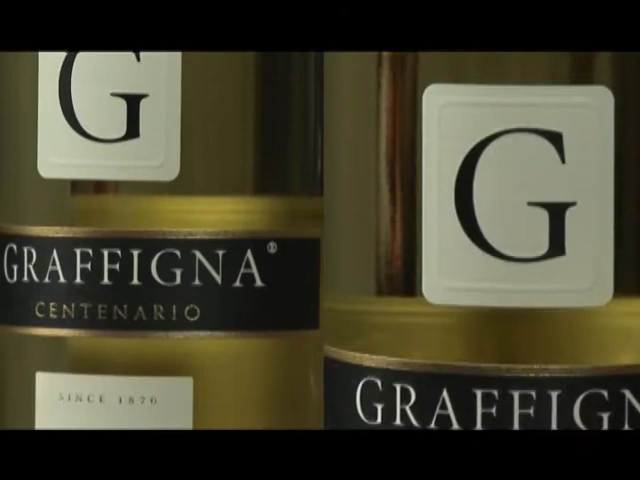 G
GRAFFIGNA®
CENTENARIO
SINCE 1870
G
GRAFFIGN